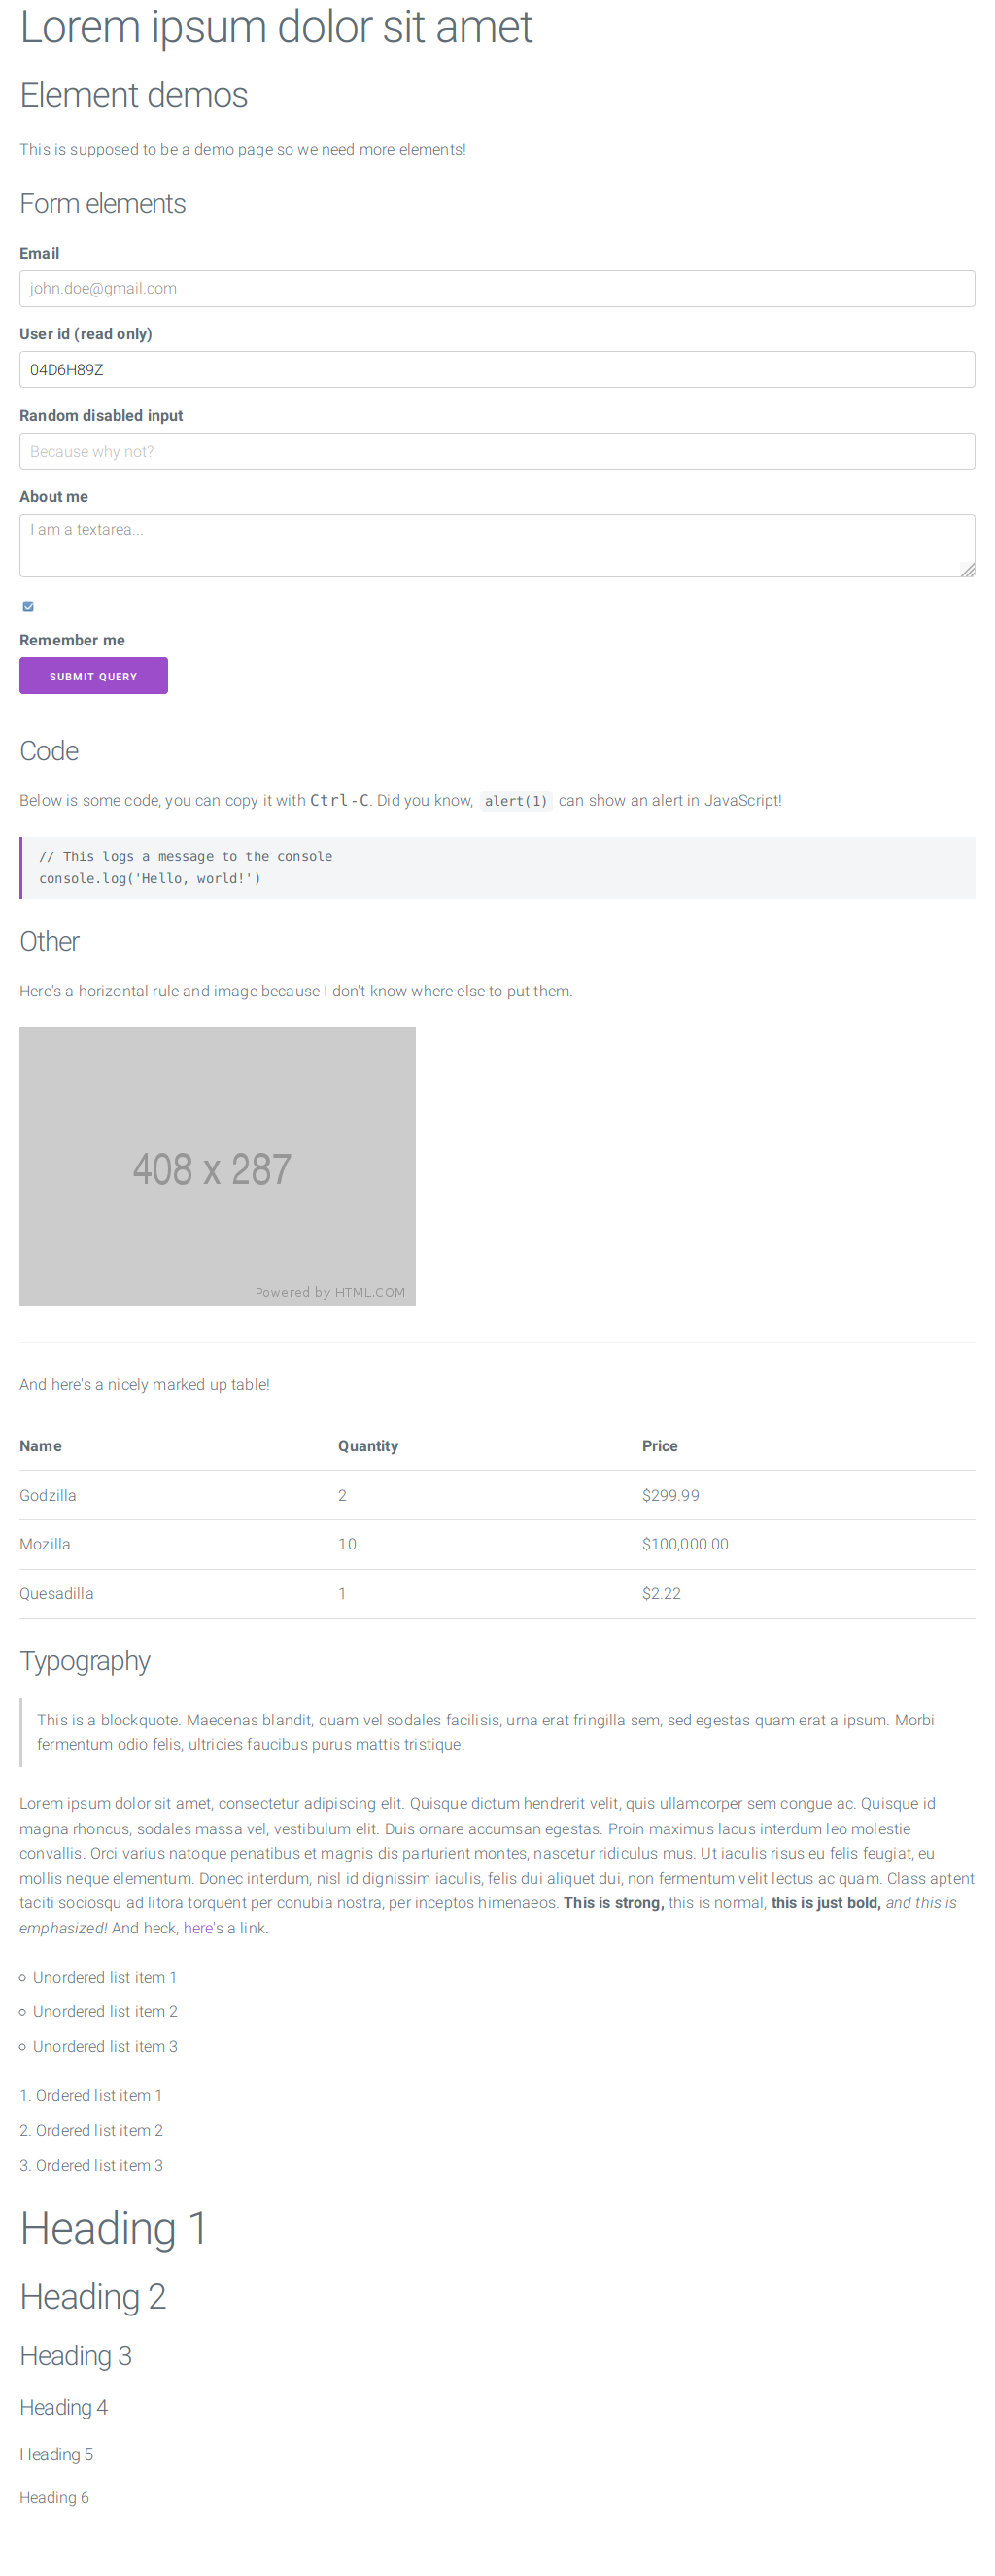 Lorem ipsum dolor sit amet
Element demos
This is supposed to be a demo page so we need more elements!
Form elements
Email
john.doe@gmail.com
User id (read only)
04D6H89Z
Random disabled input
Because why not?
About me
I am a textarea...
Remember me
SUBMIT QUERY
Code
Below is some code, you can copy it with Ctrl-C. Did you know, alert(1) can show an alert in JavaScript!
// This logs a message to the console
console.log('Hello, world!')
Other
Here's a horizontal rule and image because I don't know where else to put them.
408 x 287
Powered by HTML.COM
And here's a nicely marked up table!
Name Quantity Price
Godzilla 2 $299.99
Mozilla 10 $100,000.00
Quesadilla 1 $2.22
Typography
This is a blockquote. Maecenas blandit, quam vel sodales facilisis, urna erat fringilla sem, sed egestas quam erat a ipsum. Morbi
fermentum odio felis, ultricies faucibus purus mattis tristique.
Lorem ipsum dolor sit amet, consectetur adipiscing elit. Quisque dictum hendrerit velit, quis ullamcorper sem congue ac. Quisque id
magna rhoncus, sodales massa vel, vestibulum elit. Duis ornare accumsan egestas. Proin maximus lacus interdum leo molestie
convallis. Orci varius natoque penatibus et magnis dis parturient montes, nascetur ridiculus mus. Ut iaculis risus eu felis feugiat, eu
mollis neque elementum. Donec interdum, nisl id dignissim iaculis, felis dui aliquet dui, non fermentum velit lectus ac quam. Class aptent
taciti sociosqu ad litora torquent per conubia nostra, per inceptos himenaeos. This is strong, this is normal, this is just bold, and this is
emphasized! And heck, here's a link.
Unordered list item 1
Unordered list item 2
Unordered list item 3
1. Ordered list item 1
2. Ordered list item 2
3. Ordered list item 3
Heading 1
Heading 2
Heading 3
Heading 4
Heading 5
Heading 6